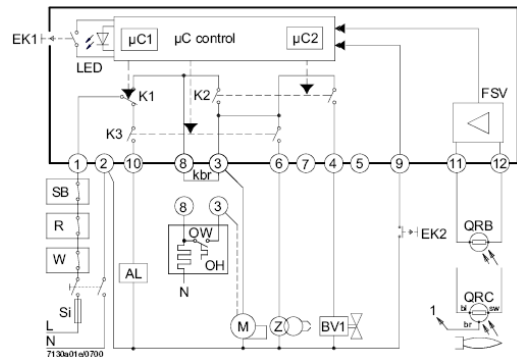 EK1
LED
µC1
µC control
µC2
K1
K2
K3
FSV
1
2
10
8
3
6
7
4
5
9
11
12
kbr
SB
R
W
Si
L
N
AL
8
3
OW
OH
N
M
Z
BV1
EK2
QRB
QRC
bl
sw
br
1
7130a01e/0700